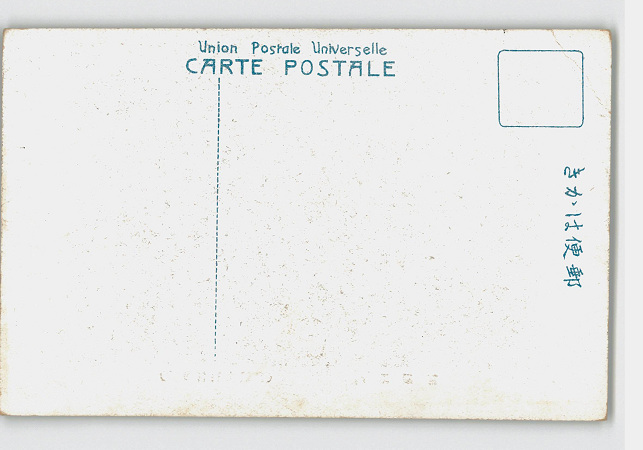 Union Postale Universelle
CARTE POSTALE
きがは便郵